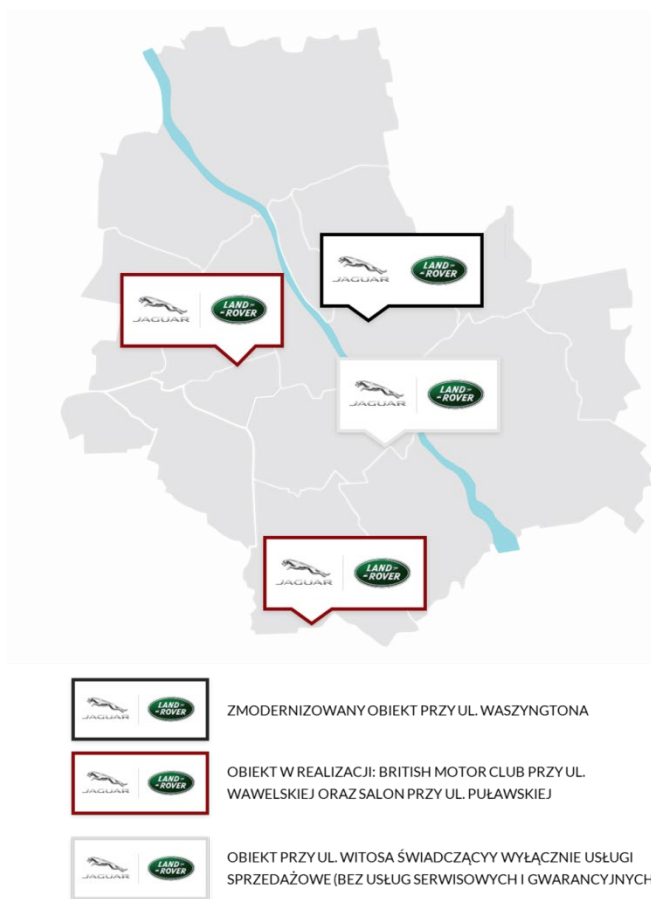 JAGUAR LAND-ROVER
JAGUAR LAND-ROVER
JAGUAR LAND-ROVER
JAGUAR LAND-ROVER
JAGUAR LAND-ROVER
ZMODERNIZOWANY OBIEKT PRZY UL. WASZYNGTONA
JAGUAR LAND-ROVER
OBIEKT W REALIZACJI: BRITISH MOTOR CLUB PRZY UL.
WAWELSKIEJ ORAZ SALON PRZY UL. PUŁAWSKIEJ
JAGUAR LAND-ROVER
OBIEKT PRZY UL. WITOSA ŚWIADCZĄCYY WYŁĄCZNIE USŁUGI
SPRZEDAŻOWE (BEZ USŁUG SERWISOWYCH I GWARANCYJNYCH